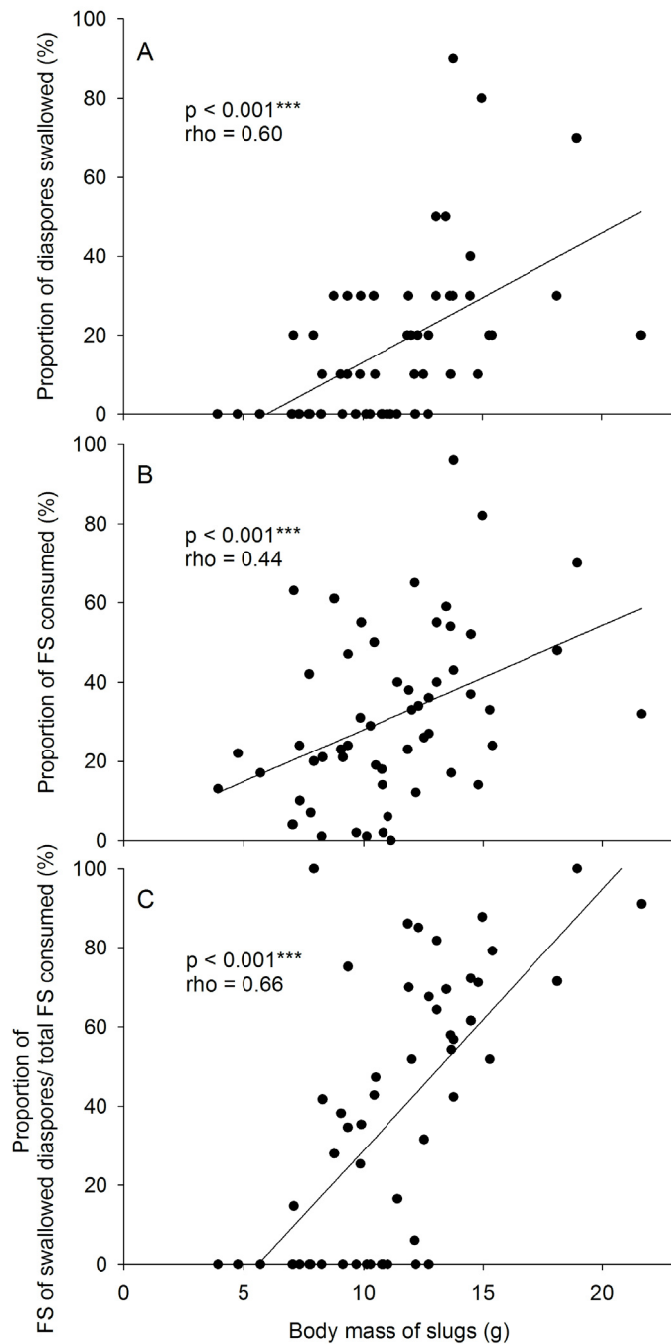 100
A
80
p < 0.001***
rho = 0.60
60
40
20
0
Proportion of diaspores swallowed (%)
100
B
80
p < 0.001***
rho = 0.44
60
40
20
0
Proportion of FS consumed (%)
100
C
80
p < 0.001***
rho = 0.66
60
40
20
0
Proportion of
FS of swallowed diaspores/ total FS consumed (%)
0 5 10 15 20
Body mass of slugs (g)